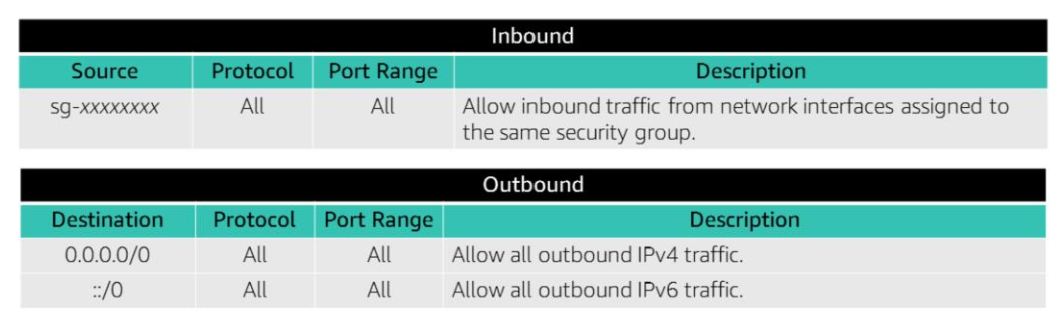 Inbound
Source Protocol Port Range Description
sg-xxxxxxxx All All Allow inbound traffic from network interfaces assigned to
the same security group.
Outbound
Destination Protocol Port Range Description
0.0.0.0/0 All All Allow all outbound IPv4 traffic.
::/0 All All Allow all outbound IPv6 traffic.